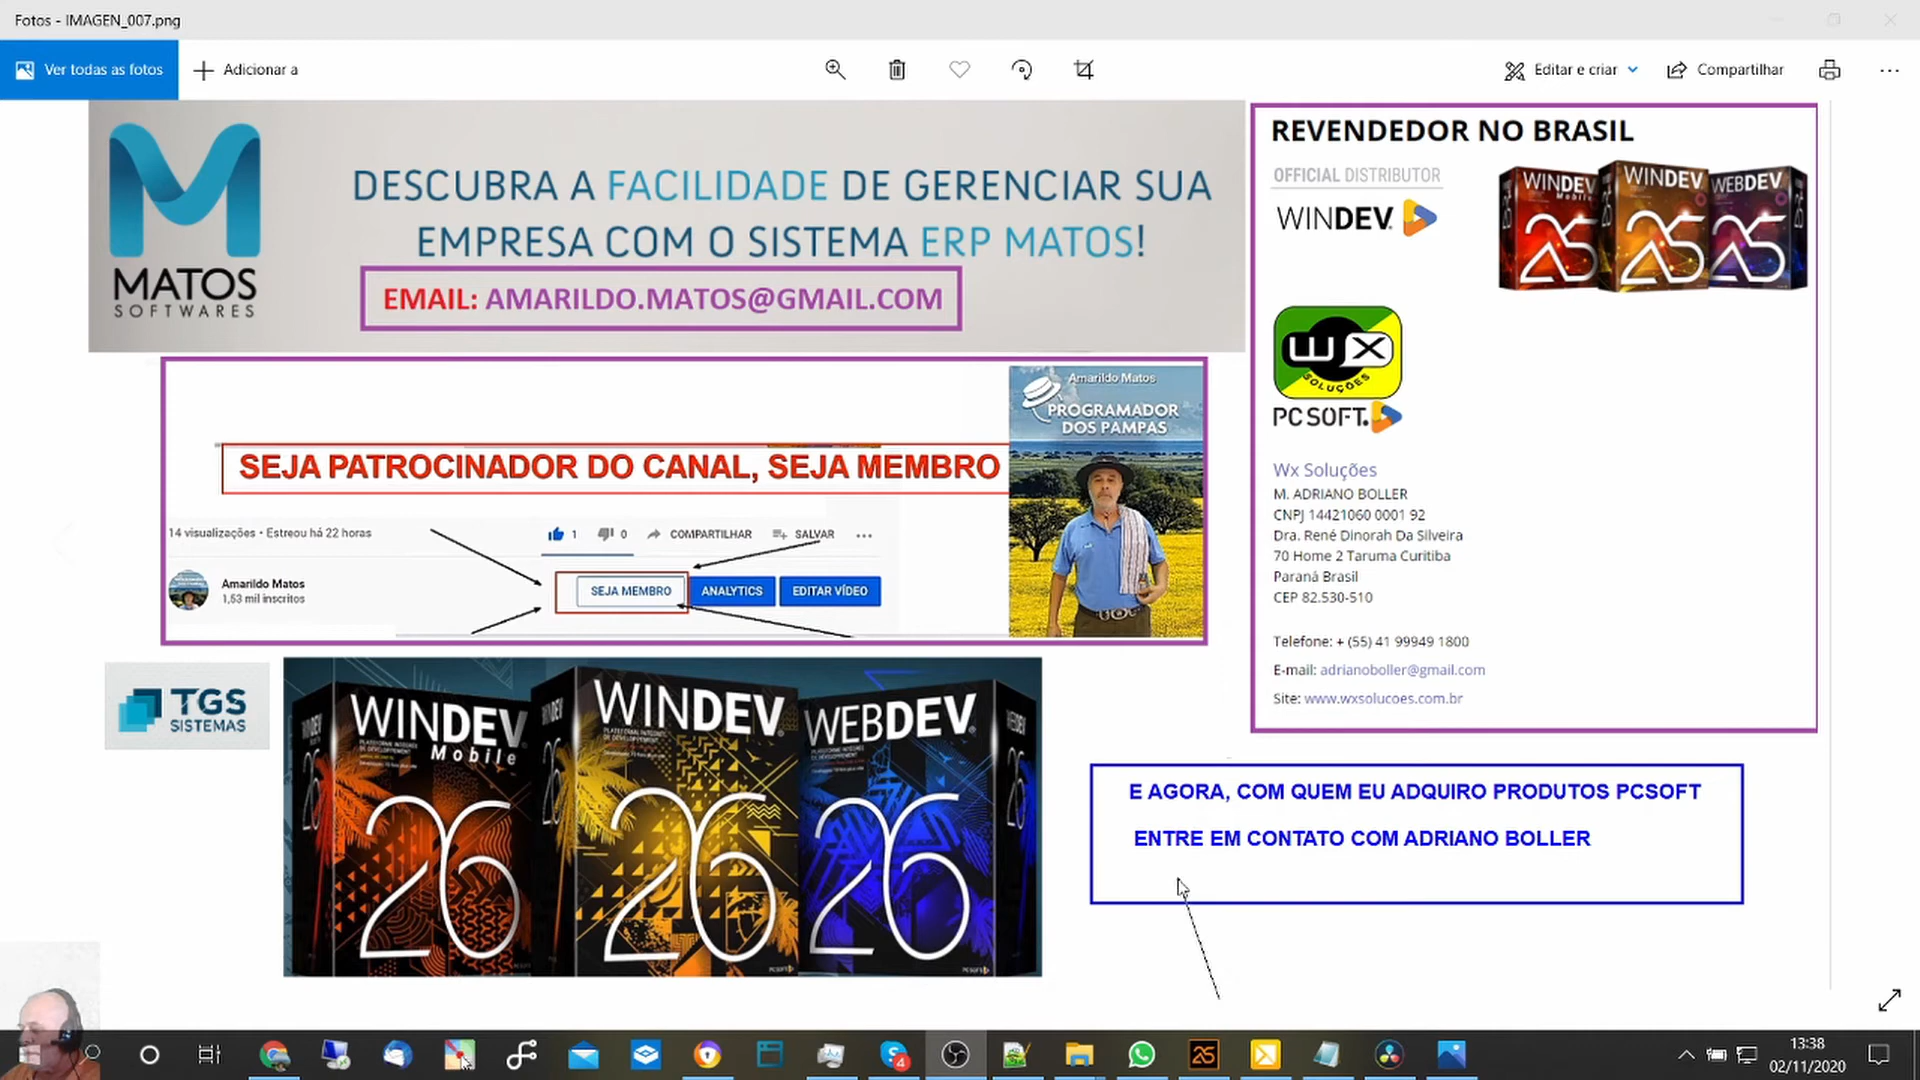 Fotos - IMAGEN_007.png
Ver todas as fotos
Adicionar a
Editar e criar
Compartilhar
MATOS
SOFTWARES
DESCUBRA A FACILIDADE DE GERENCIAR SUA
EMPRESA COM O SISTEMA ERP MATOS!
EMAIL: AMARILDO.MATOS@GMAIL.COM
REVENDEDOR NO BRASIL
OFFICIAL DISTRIBUTOR
WINDEV
WINDEV
Mobile
25
WINDEV
25
WEBDEV
25
WX
SOLUÇÕES
PC SOFT.
Wx Soluções
M. ADRIANO BOLLER
CNPJ 14421060 0001 92
Dra. René Dinorah Da Silveira
70 Home 2 Taruma Curitiba
Paraná Brasil
CEP 82.530-510
Telefone: + (55) 41 99949 1800
E-mail: adrianoboller@gmail.com
Site: www.wxsolucoes.com.br
SEJA PATROCINADOR DO CANAL, SEJA MEMBRO
14 visualizações • Estreou há 22 horas
1
0
COMPARTILHAR
SALVAR
Amarildo Matos
1,53 mil inscritos
SEJA MEMBRO
ANALYTICS
EDITAR VÍDEO
Amarildo Matos
PROGRAMADOR
DOS PAMPAS
TGS
SISTEMAS
WINDEV
Mobile
26
WINDEV
26
WEBDEV
26
E AGORA, COM QUEM EU ADQUIRO PRODUTOS PCSOFT
ENTRE EM CONTATO COM ADRIANO BOLLER
4
25
13:38
02/11/2020